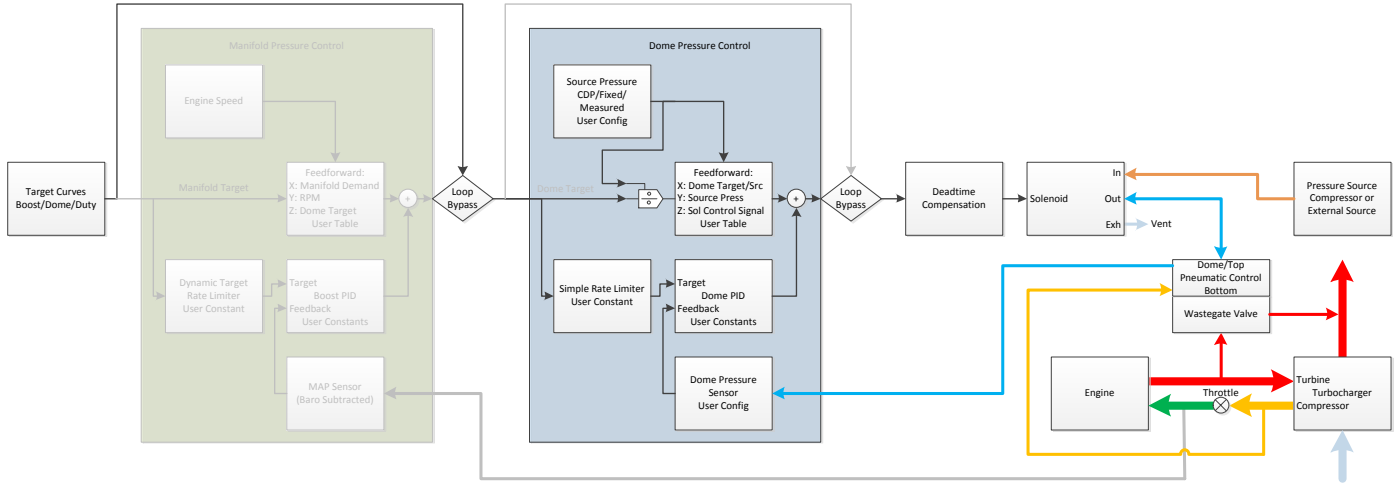 Manifold Pressure Control
Engine Speed
Target Curves
Boost/Dome/Duty
Manifold Target
Feedforward:
X: Manifold Demand
Y: RPM
Z: Dome Target
User Table
+
Dynamic Target
Rate Limiter
User Constant
Target
Boost PID
Feedback
User Constants
MAP Sensor
(Baro Subtracted)
Loop
Bypass
Dome Pressure Control
Source Pressure
CDP/Fixed/
Measured
User Config
Dome Target
÷
Feedforward:
X: Dome Target/Src
Y: Source Press
Z: Sol Control Signal
User Table
+
Simple Rate Limiter
User Constant
Target
Dome PID
Feedback
User Constants
Dome Pressure
Sensor
User Config
Loop
Bypass
Deadtime
Compensation
In
Solenoid
Out
Exh
Vent
Pressure Source
Compressor or
External Source
Dome/Top
Pneumatic Control
Bottom
Wastegate Valve
Engine
Throttle
Turbine
Turbocharger
Compressor